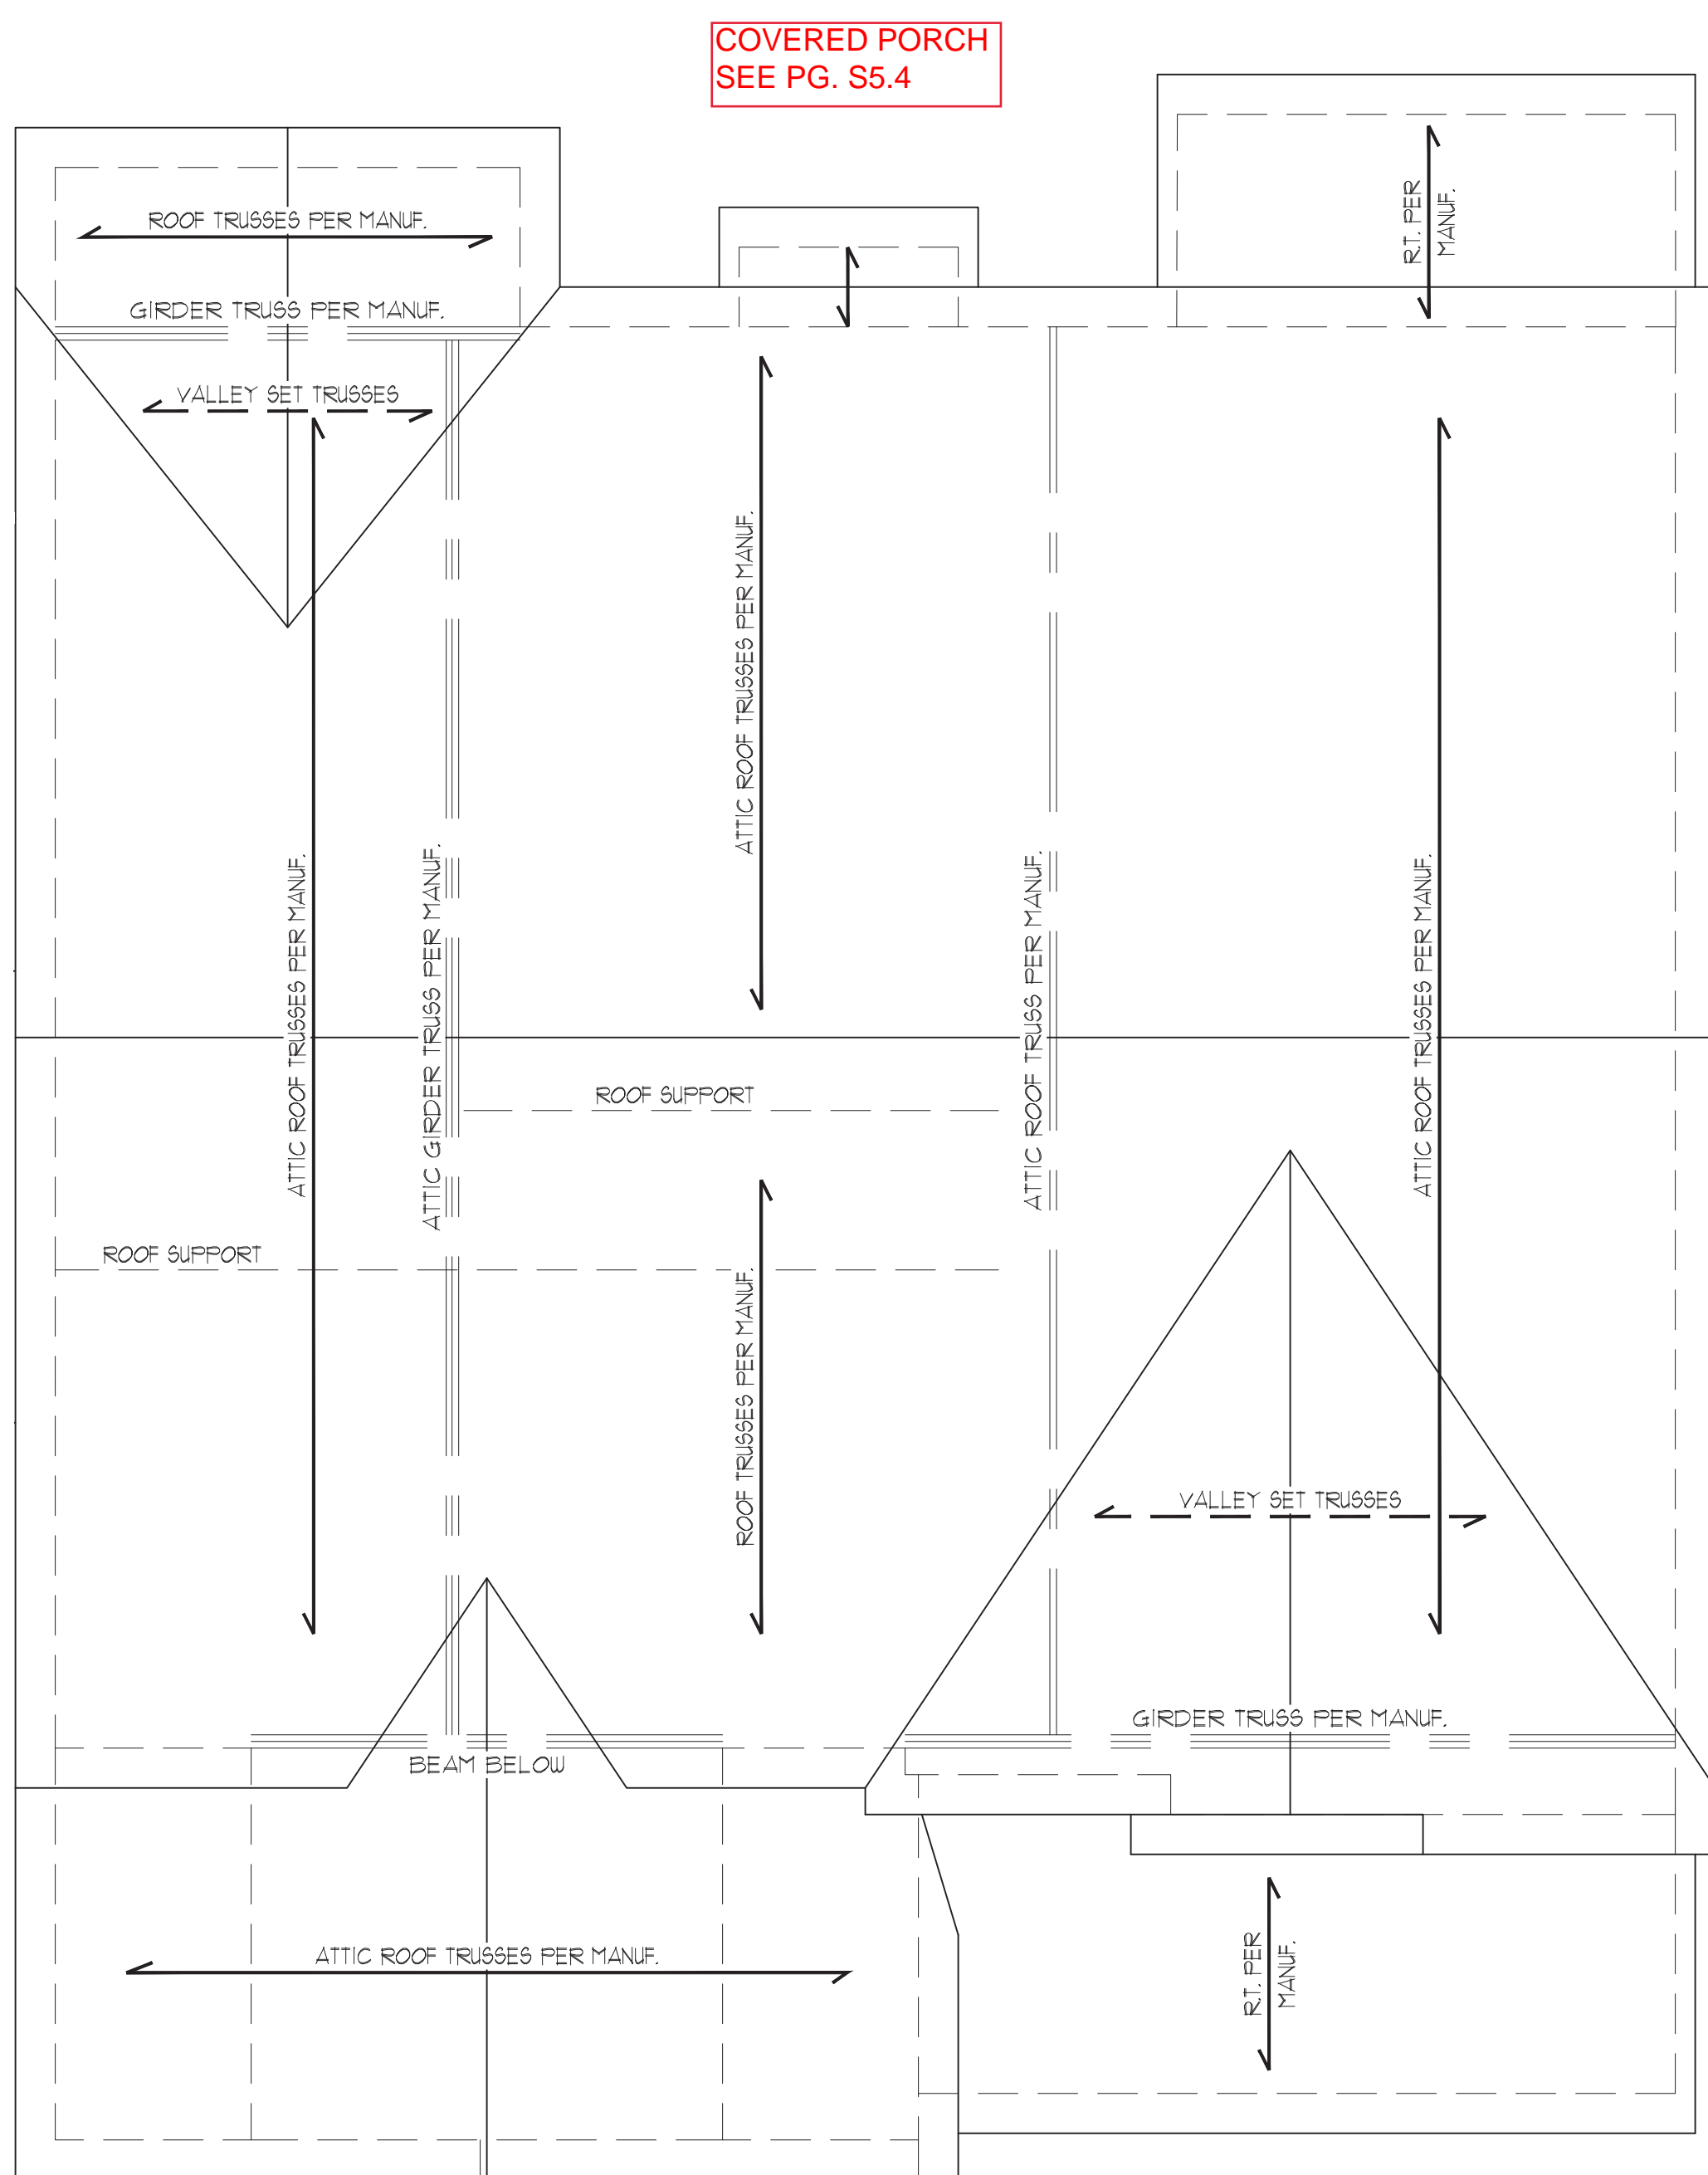 COVERED PORCH
SEE PG. S5.4
ROOF TRUSSES PER MANUF.
R.T. PER
MANUF.
GIRDER TRUSS PER MANUF.
VALLEY SET TRUSSES
ATTIC ROOF TRUSSES PER MANUF.
ATTIC ROOF TRUSSES PER MANUF.
ATTIC GIRDER TRUSS PER MANUF.
ATTIC ROOF TRUSS PER MANUF.
ATTIC ROOF TRUSSES PER MANUF.
ROOF SUPPORT
ROOF SUPPORT
ROOF TRUSSES PER MANUF.
VALLEY SET TRUSSES
GIRDER TRUSS PER MANUF.
BEAM BELOW
ATTIC ROOF TRUSSES PER MANUF.
R.T. PER
MANUF.